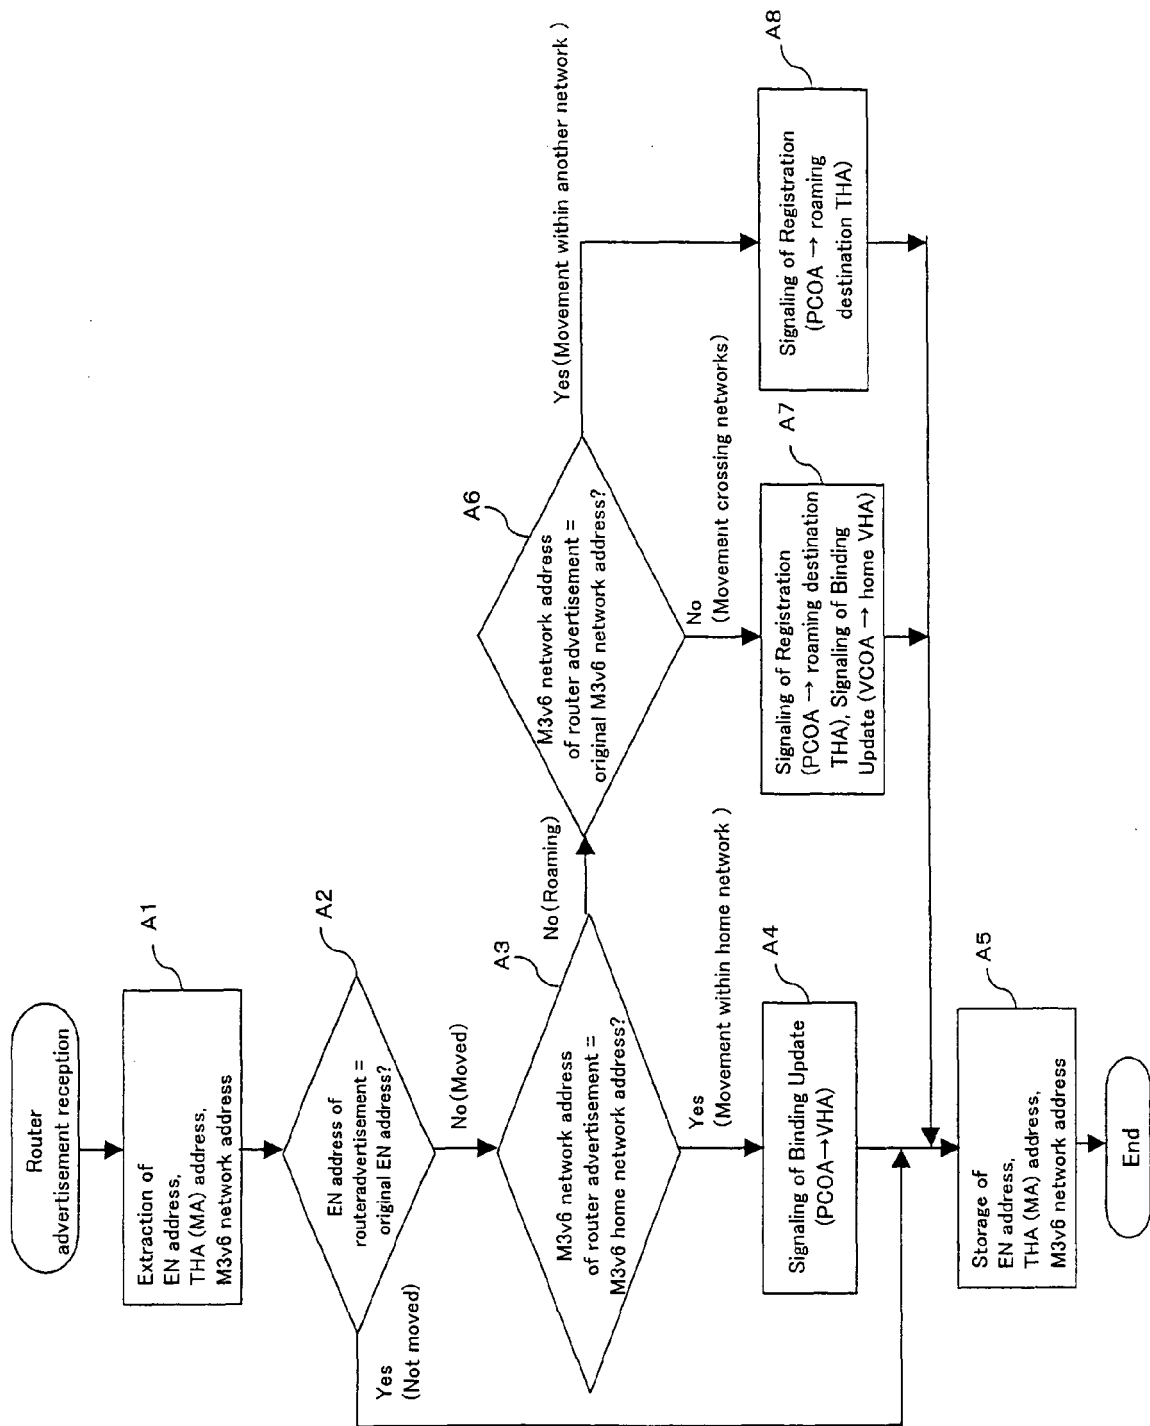 Router
advertisement reception
A1
Extraction of
EN address,
THA (MA) address,
M3v6 network address
A2
EN address of
routeradvertisement =
original EN address?
Yes
(Not moved)
No (Moved)
A3
M3v6 network address
of router advertisement =
M3v6 home network address?
No (Roaming)
Yes
(Movement within home network )
A4
Signaling of Binding Update
(PCOA→VHA)
A5
Storage of
EN address,
THA (MA) address,
M3v6 network address
End
A6
M3v6 network address
of router advertisement =
original M3v6 network address?
Yes (Movement within another network )
No
(Movement crossing networks)
A7
Signaling of Registration
(PCOA → roaming destination
THA), Signaling of Binding
Update (VCOA → home VHA)
A8
Signaling of Registration
(PCOA → roaming
destination THA)